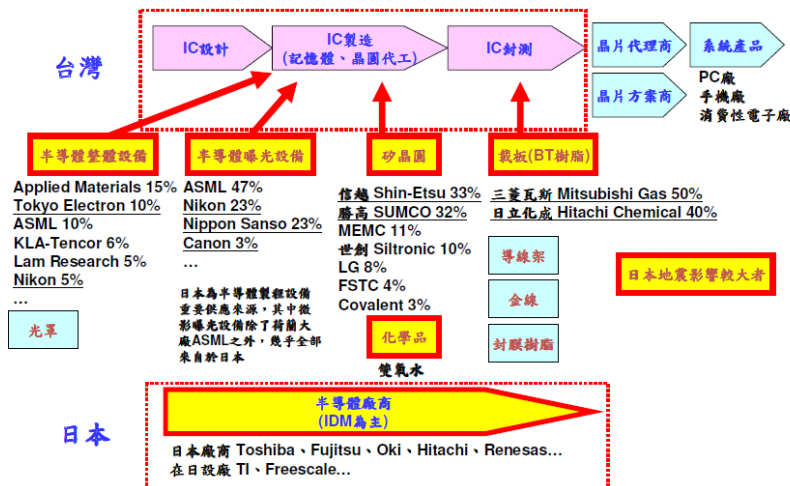 台灣
IC設計
IC製造
(記憶體、晶圓代工)
IC封測
晶片代理商
系統產品
晶片方案商
PC廠
手機廠
消費性電子廠
半導體整體設備
Applied Materials 15%
Tokyo Electron 10%
ASML 10%
KLA-Tencor 6%
Lam Research 5%
Nikon 5%
…
光罩
半導體曝光設備
ASML 47%
Nikon 23%
Nippon Sanso 23%
Canon 3%
…
日本為半導體製程設備
重要供應來源，其中微
影曝光設備除了荷蘭大
廠ASML之外，幾乎全部
來自於日本
矽晶圓
信越 Shin-Etsu 33%
勝高 SUMCO 32%
MEMC 11%
世創 Siltronic 10%
LG 8%
FSTC 4%
Covalent 3%
化學品
雙氧水
載板(BT樹脂)
三菱瓦斯 Mitsubishi Gas 50%
日立化成 Hitachi Chemical 40%
導線架
金線
封膜樹脂
日本地震影響較大者
日本
半導體廠商
(IDM為主)
日本廠商 Toshiba、Fujitsu、Oki、Hitachi、Renesas…
在日設廠 TI、Freescale…